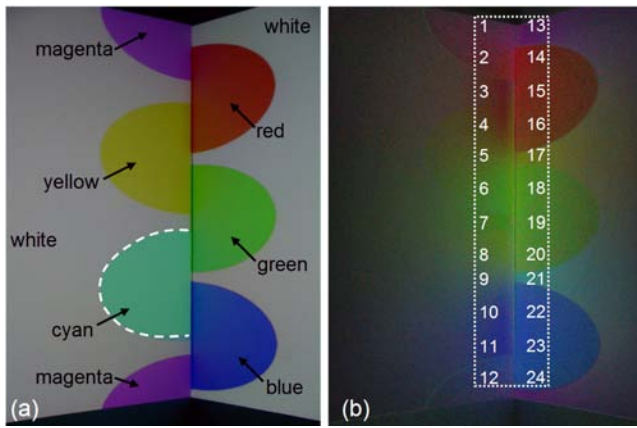 magenta
white
red
yellow
white
green
cyan
magenta
blue
(a)
1 13
2 14
3 15
4 16
5 17
6 18
7 19
8 20
9 21
10 22
11 23
12 24
(b)